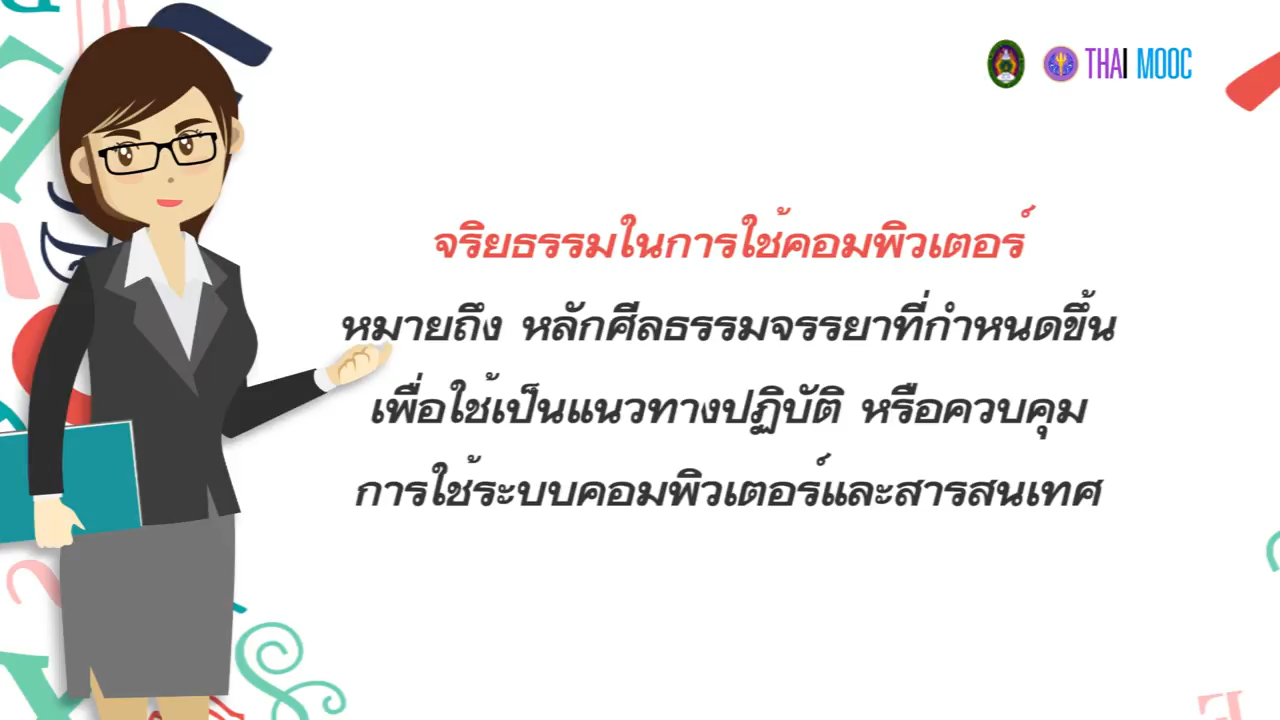 THAI MOOC
จริยธรรมในการใช้คอมพิวเตอร์
หมายถึง หลักศีลธรรมจรรยาที่กำหนดขึ้น
เพื่อใช้เป็นแนวทางปฏิบัติ หรือควบคุม
การใช้ระบบคอมพิวเตอร์และสารสนเทศ